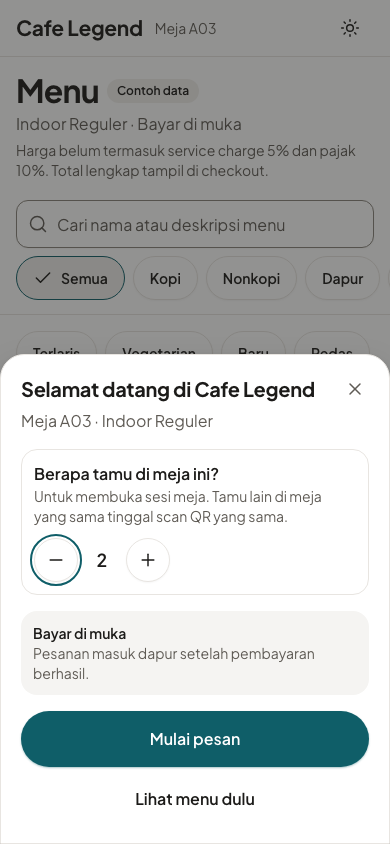 Cafe Legend Meja A03
Menu Contoh data
Indoor Reguler · Bayar di muka
Harga belum termasuk service charge 5% dan pajak
10%. Total lengkap tampil di checkout.
Cari nama atau deskripsi menu
Semua Kopi Nonkopi Dapur
Terlaris Vegetarian Baru Pedas
Selamat datang di Cafe Legend
Meja A03 · Indoor Reguler
Berapa tamu di meja ini?
Untuk membuka sesi meja. Tamu lain di meja
yang sama tinggal scan QR yang sama.
2
Bayar di muka
Pesanan masuk dapur setelah pembayaran
berhasil.
Mulai pesan
Lihat menu dulu